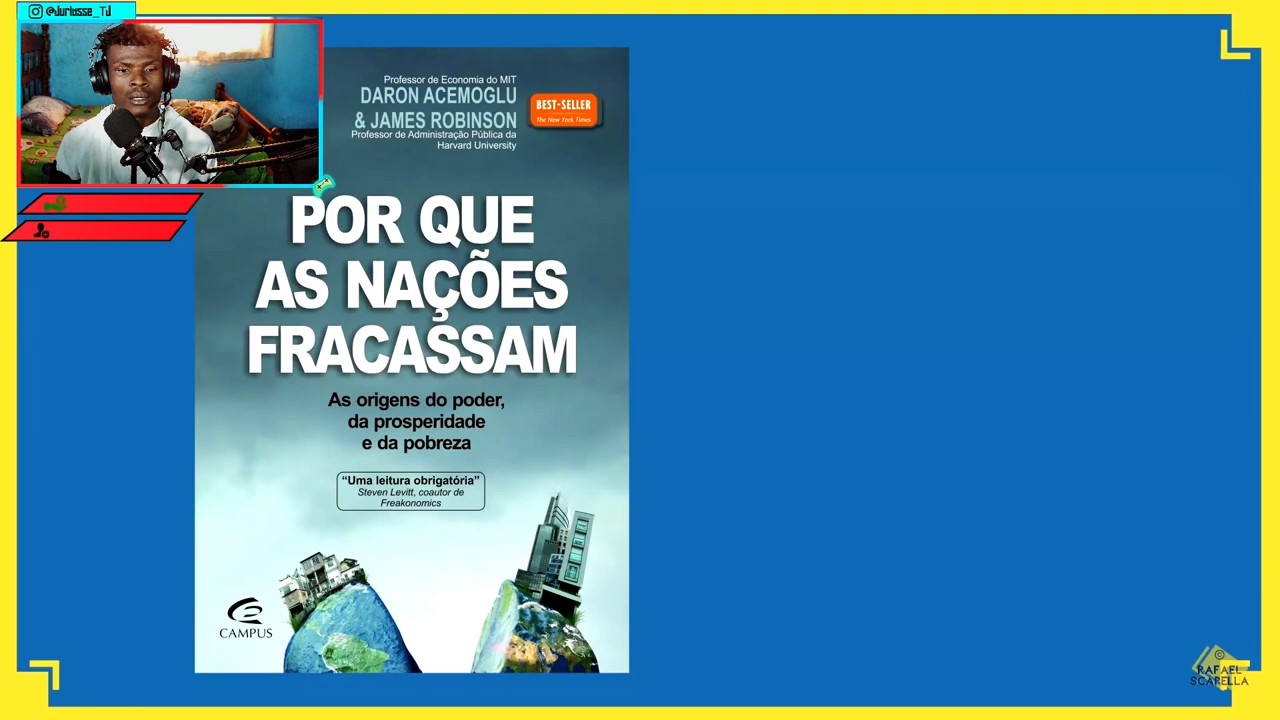 @Juriasse_TJ
Professor de Economia do MIT
DARON ACEMOGLU
& JAMES ROBINSON
Professor de Administração Pública da
Harvard University
BEST-SELLER
The New York Times
POR QUE
AS NAÇÕES
FRACASSAM
As origens do poder,
da prosperidade
e da pobreza
“Uma leitura obrigatória”
Steven Levitt, coautor de
Freakonomics
CAMPUS
©
RAFAEL
SCAPELLA